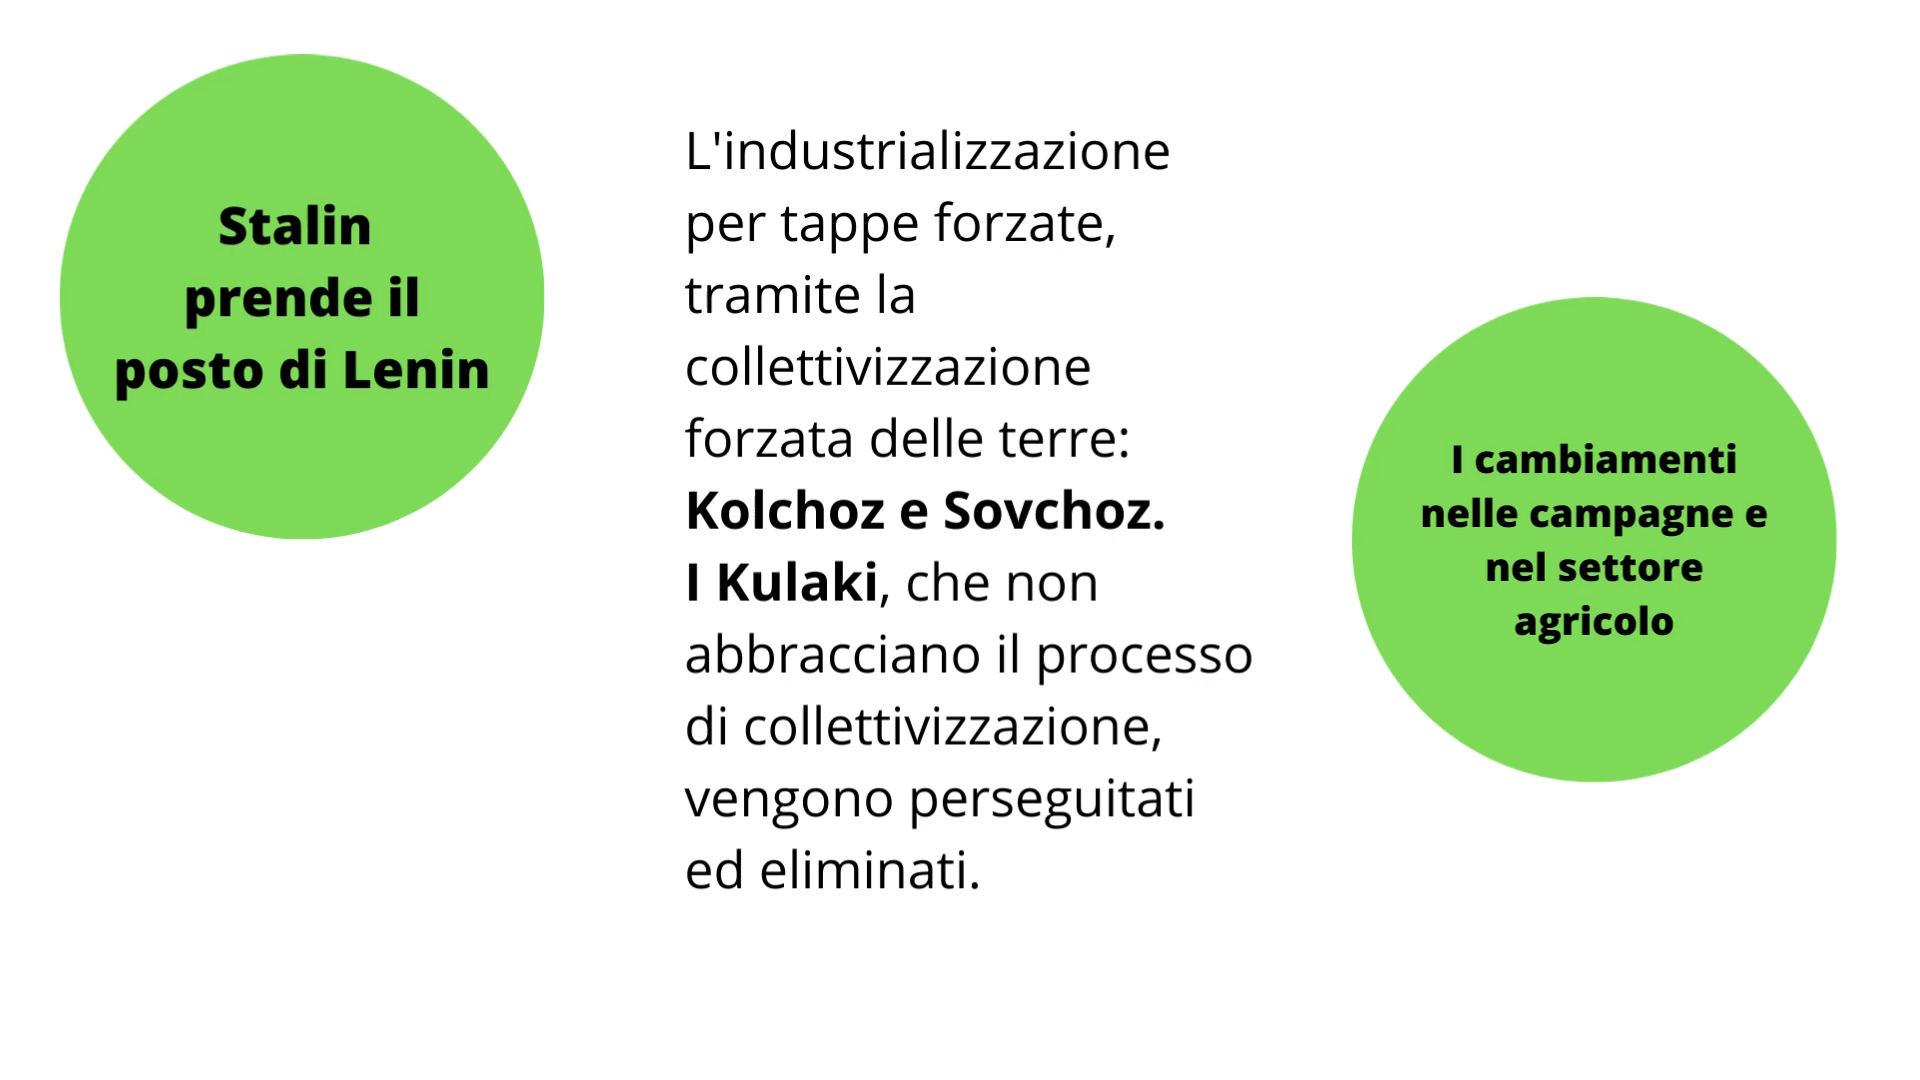 Stalin
prende il
posto di Lenin
L'industrializzazione
per tappe forzate,
tramite la
collettivizzazione
forzata delle terre:
Kolchoz e Sovchoz.
I Kulaki, che non
abbracciano il processo
di collettivizzazione,
vengono perseguitati
ed eliminati.
I cambiamenti
nelle campagne e
nel settore
agricolo